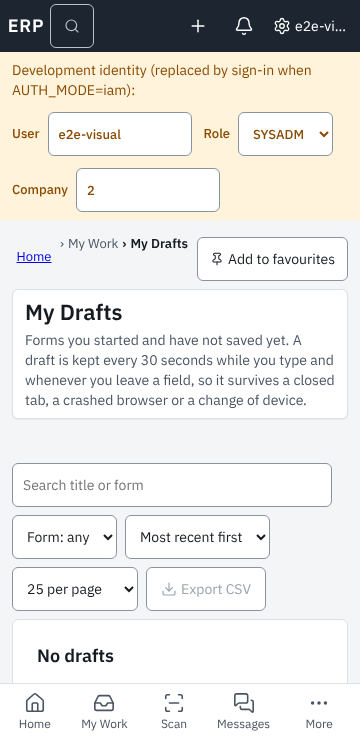 ERP
e2e-vi...
Development identity (replaced by sign-in when
AUTH_MODE=iam):
User e2e-visual Role SYSADM
Company 2
Home › My Work › My Drafts
Add to favourites
My Drafts
Forms you started and have not saved yet. A
draft is kept every 30 seconds while you type and
whenever you leave a field, so it survives a closed
tab, a crashed browser or a change of device.
Search title or form
Form: any Most recent first
25 per page Export CSV
No drafts
Home My Work Scan Messages More